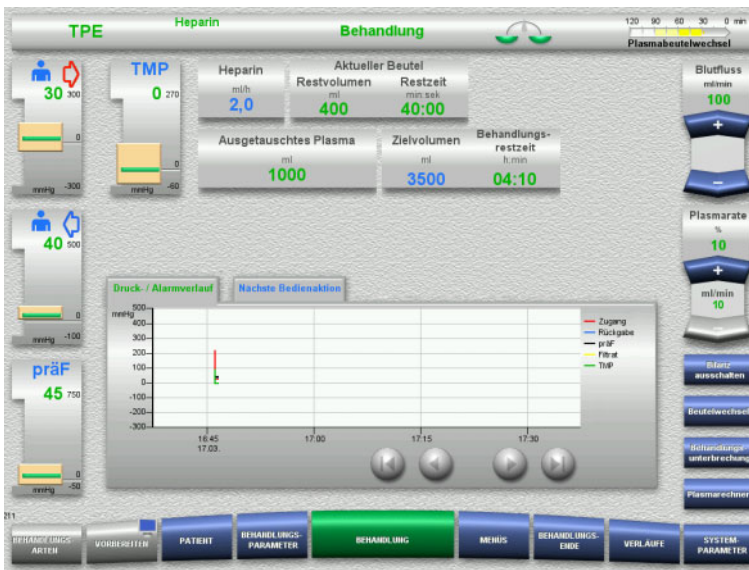 TPE
Heparin
Behandlung
120 90 60 30 0 min
Plasmabeutelwechsel
30 300
0
mmHg -300
TMP
0 270
0
mmHg -60
Heparin
ml/h
2,0
Aktueller Beutel
Restvolumen Restzeit
ml min:sek
400 40:00
Ausgetauschtes Plasma
ml
1000
Zielvolumen
ml
3500
Behandlungs-
restzeit
h:min
04:10
Blutfluss
ml/min
100
+
–
40 500
0
mmHg -100
Plasmarate
%
10
+
ml/min
10
–
präF
45 750
0
mmHg -50
Druck- / Alarmverlauf
Nächste Bedienaktion
mmHg
500
400
300
200
100
0
-100
-200
-300
16:45 17:00 17:15 17:30
17.03.
Zugang
Rückgabe
präF
Filtrat
TMP
Bilanz
ausschalten
Beutelwechsel
Behandlungs-
unterbrechung
Plasmarechner
211
BEHANDLUNGS-
ARTEN
VORBEREITEN
PATIENT
BEHANDLUNGS-
PARAMETER
BEHANDLUNG
MENÜS
BEHANDLUNGS-
ENDE
VERLÄUFE
SYSTEM-
PARAMETER